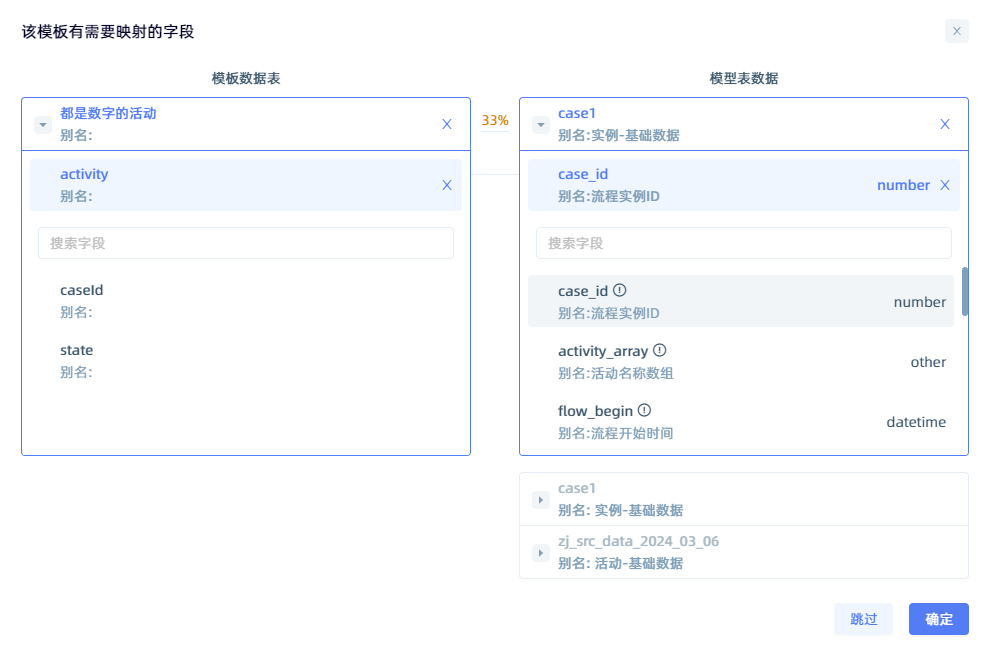 该模板有需要映射的字段
X
模板数据表
模型表数据
都是数字的活动
别名:
X
33%
case1
别名:实例-基础数据
X
activity
别名:
X
case_id
别名:流程实例ID
number X
搜索字段
搜索字段
caseId
别名:
state
别名:
case_id
别名:流程实例ID
number
activity_array
别名:活动名称数组
other
flow_begin
别名:流程开始时间
datetime
case1
别名: 实例-基础数据
zj_src_data_2024_03_06
别名: 活动-基础数据
跳过
确定